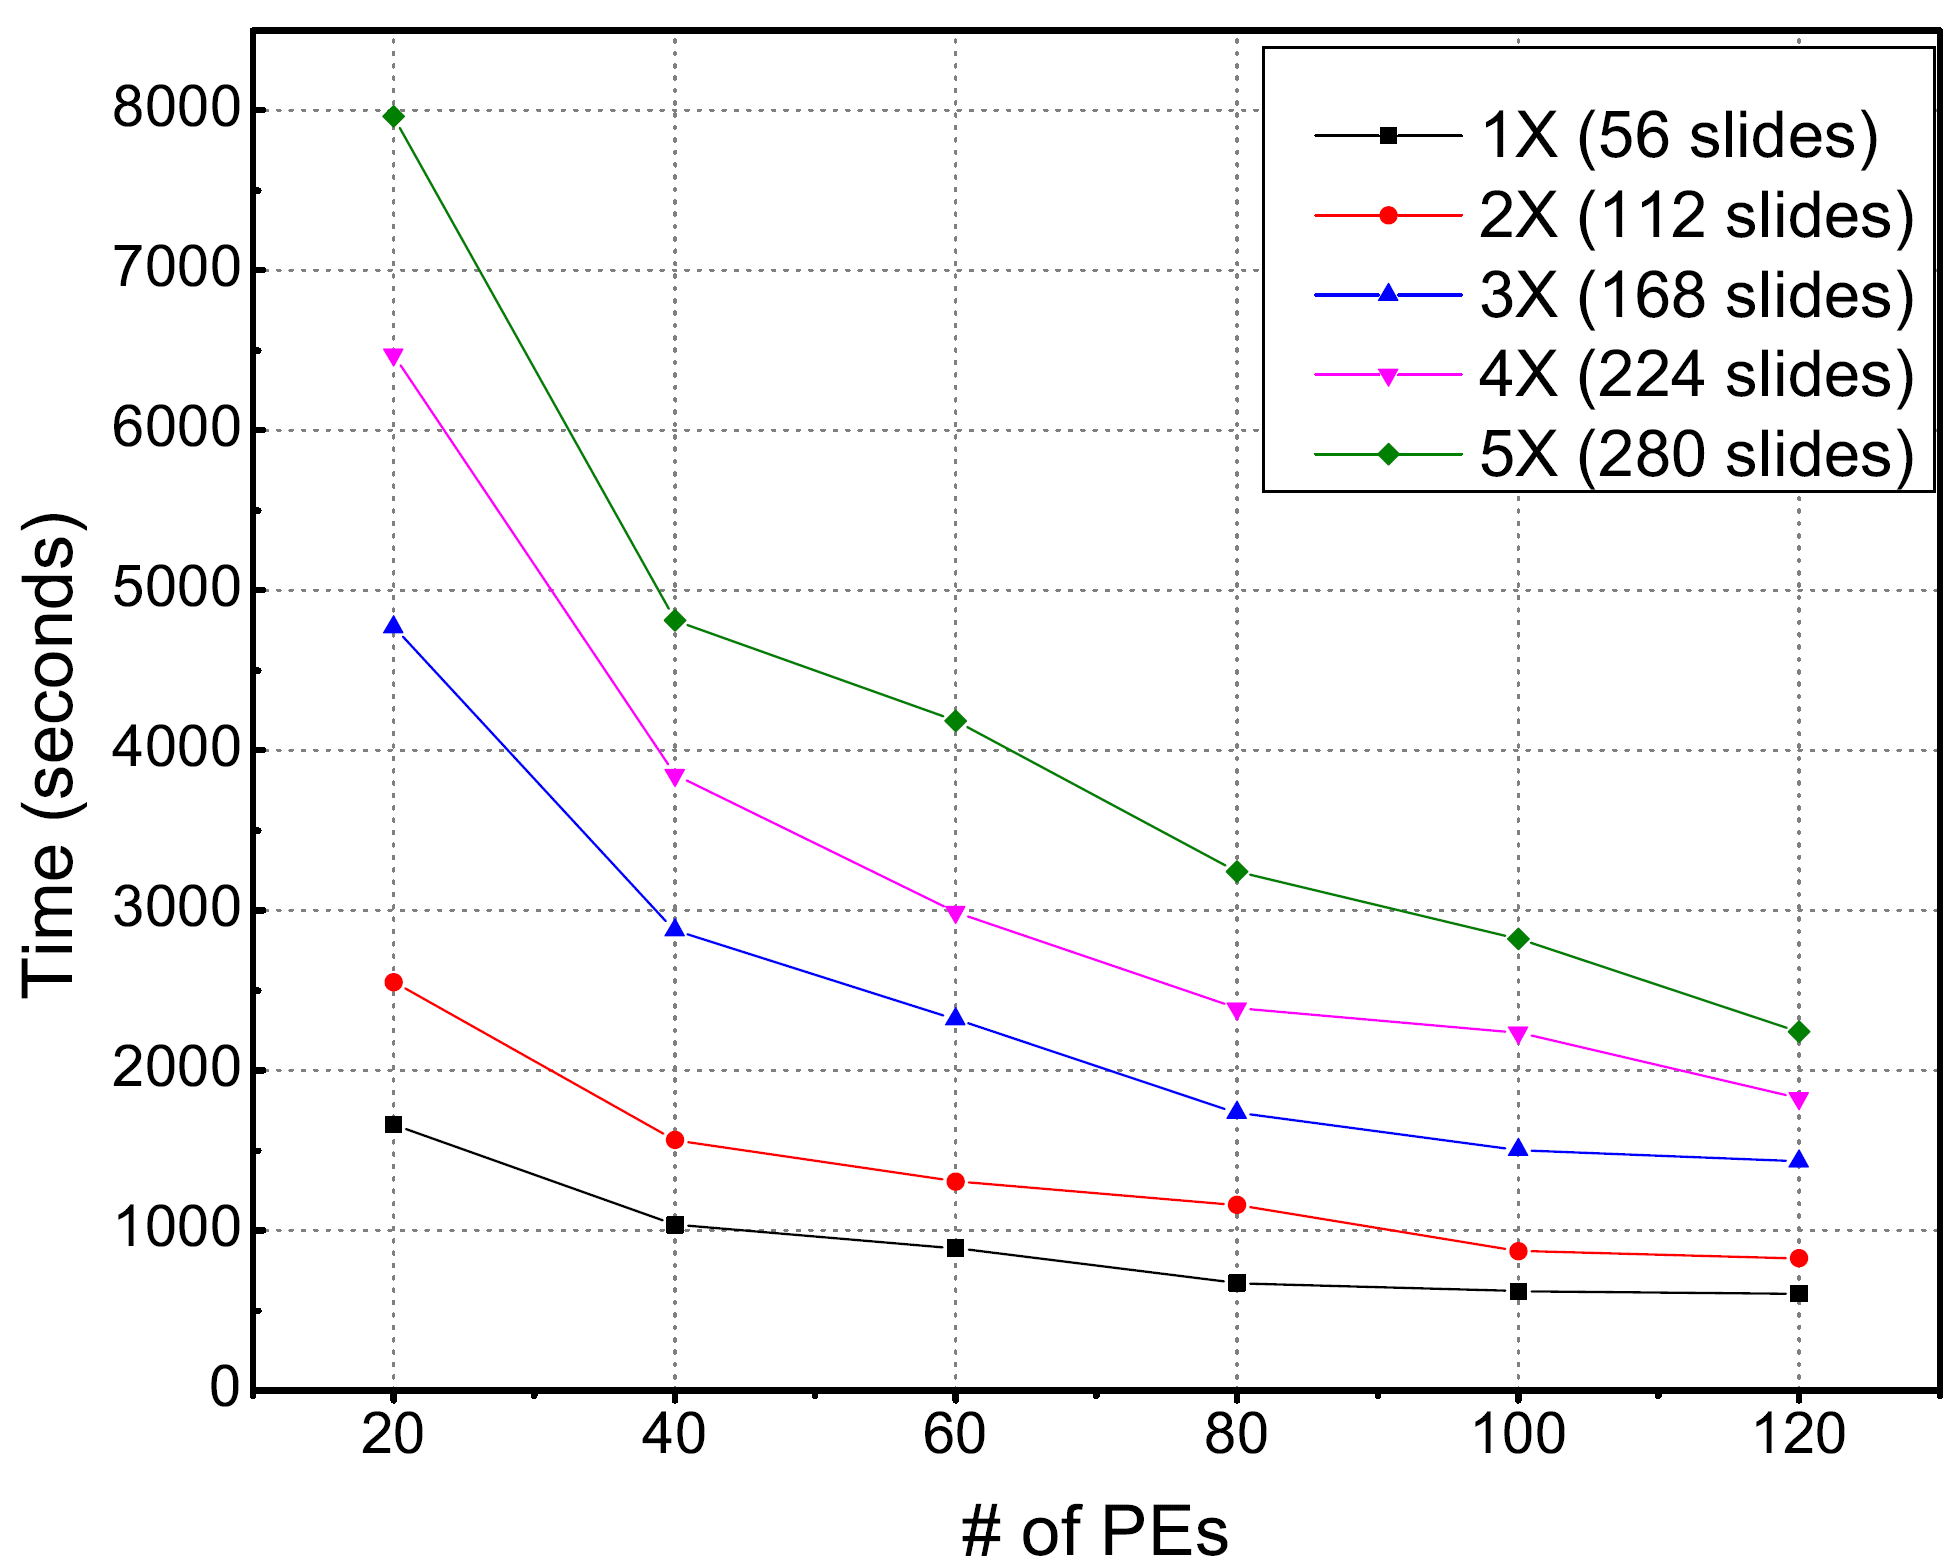 8000
7000
6000
5000
4000
3000
2000
1000
0
Time (seconds)
1X (56 slides)
2X (112 slides)
3X (168 slides)
4X (224 slides)
5X (280 slides)
20 40 60 80 100 120
# of PEs